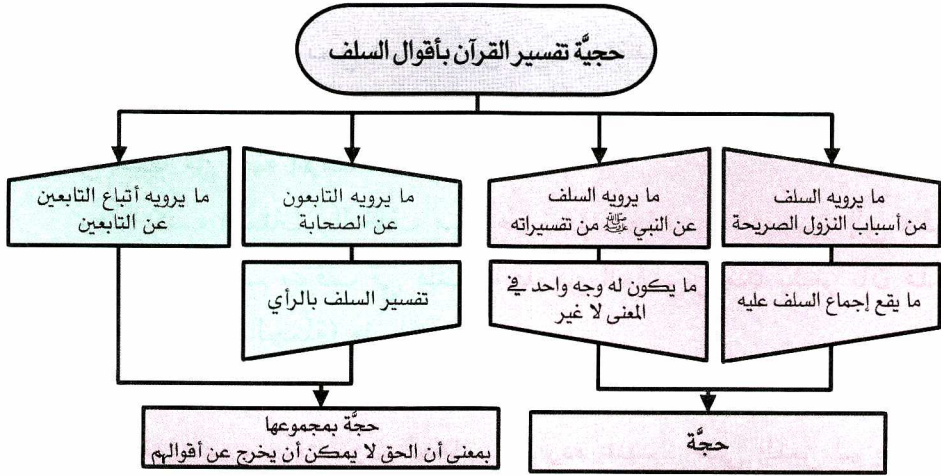 حجيَّة تفسير القرآن بأقوال السلف
ما يرويه السلف
من أسباب النزول الصريحة
ما يرويه السلف
عن النبي ﷺ من تفسيراته
ما يرويه التابعون
عن الصحابة
ما يرويه أتباع التابعين
عن التابعين
ما يقع إجماع السلف عليه
ما يكون له وجه واحد في
المعنى لا غير
تفسير السلف بالرأي
حجَّة
حجَّة بمجموعها
بمعنى أن الحق لا يمكن أن يخرج عن أقوالهم